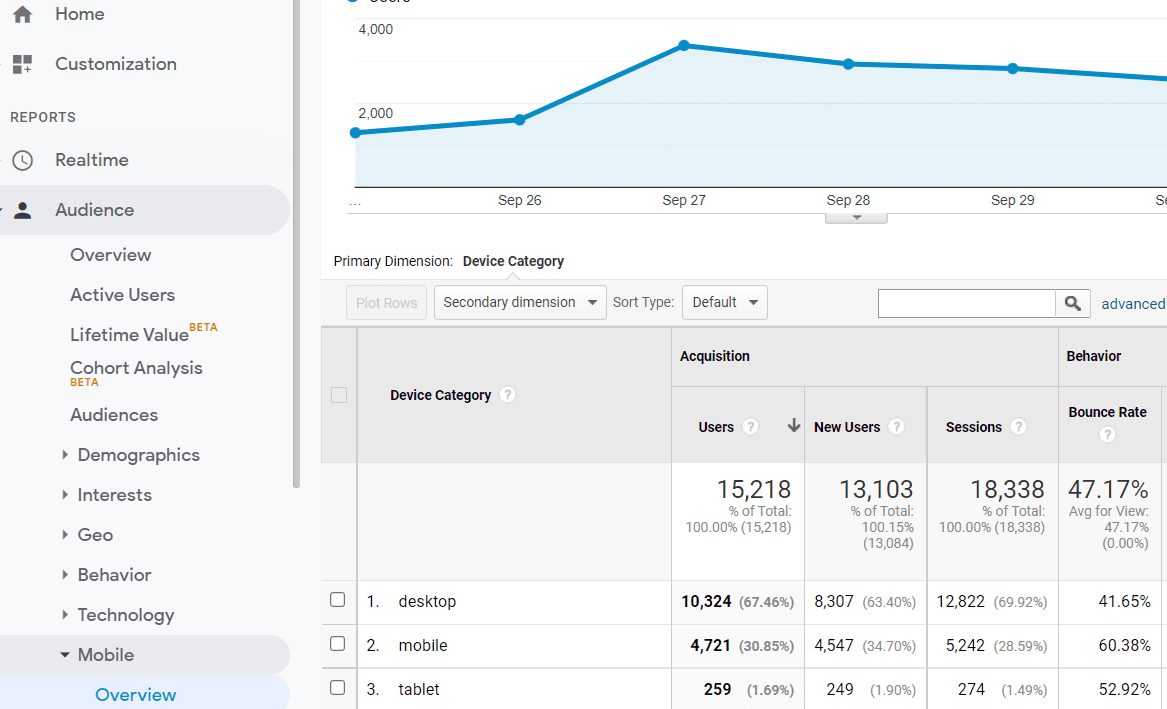 Home
Customization
REPORTS
Realtime
Audience
Overview
Active Users
Lifetime Value BETA
Cohort Analysis
BETA
Audiences
Demographics
Interests
Geo
Behavior
Technology
Mobile
Overview
Users
4,000
2,000
... Sep 26 Sep 27 Sep 28 Sep 29
Primary Dimension: Device Category
Plot Rows Secondary dimension Sort Type: Default advanced
Acquisition Behavior
Device Category ? Users ? New Users ? Sessions ? Bounce Rate
?
15,218 13,103 18,338 47.17%
% of Total: % of Total: % of Total: Avg for View:
100.00% (15,218) 100.15% 100.00% (18,338) 47.17%
(13,084) (0.00%)
1. desktop 10,324 (67.46%) 8,307 (63.40%) 12,822 (69.92%) 41.65%
2. mobile 4,721 (30.85%) 4,547 (34.70%) 5,242 (28.59%) 60.38%
3. tablet 259 (1.69%) 249 (1.90%) 274 (1.49%) 52.92%